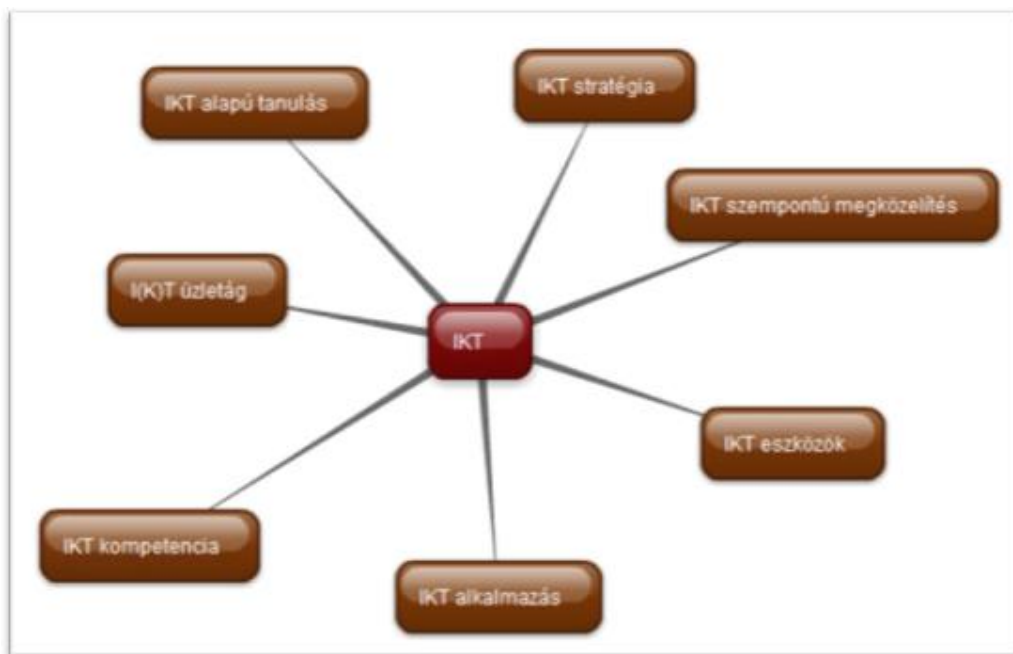 IKT alapú tanulás
IKT stratégia
IKT szempontú megközelítés
I(K)T üzletág
IKT
IKT eszközök
IKT kompetencia
IKT alkalmazás